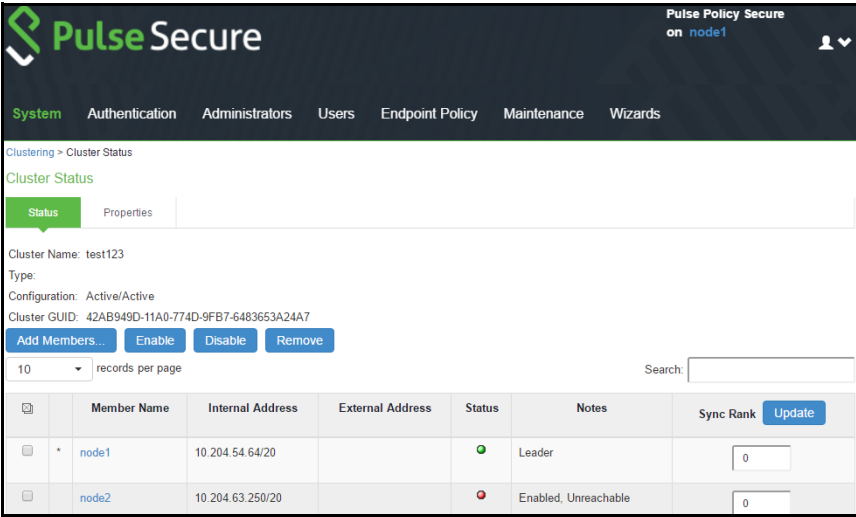 Pulse Secure
Pulse Policy Secure
on node1
System Authentication Administrators Users Endpoint Policy Maintenance Wizards
Clustering > Cluster Status
Cluster Status
Status Properties
Cluster Name: test123
Type:
Configuration: Active/Active
Cluster GUID: 42AB949D-11A0-774D-9FB7-6483653A24A7
Add Members... Enable Disable Remove
10 records per page Search:
Member Name Internal Address External Address Status Notes Sync Rank Update
* node1 10.204.54.64/20 Leader 0
node2 10.204.63.250/20 Enabled, Unreachable 0